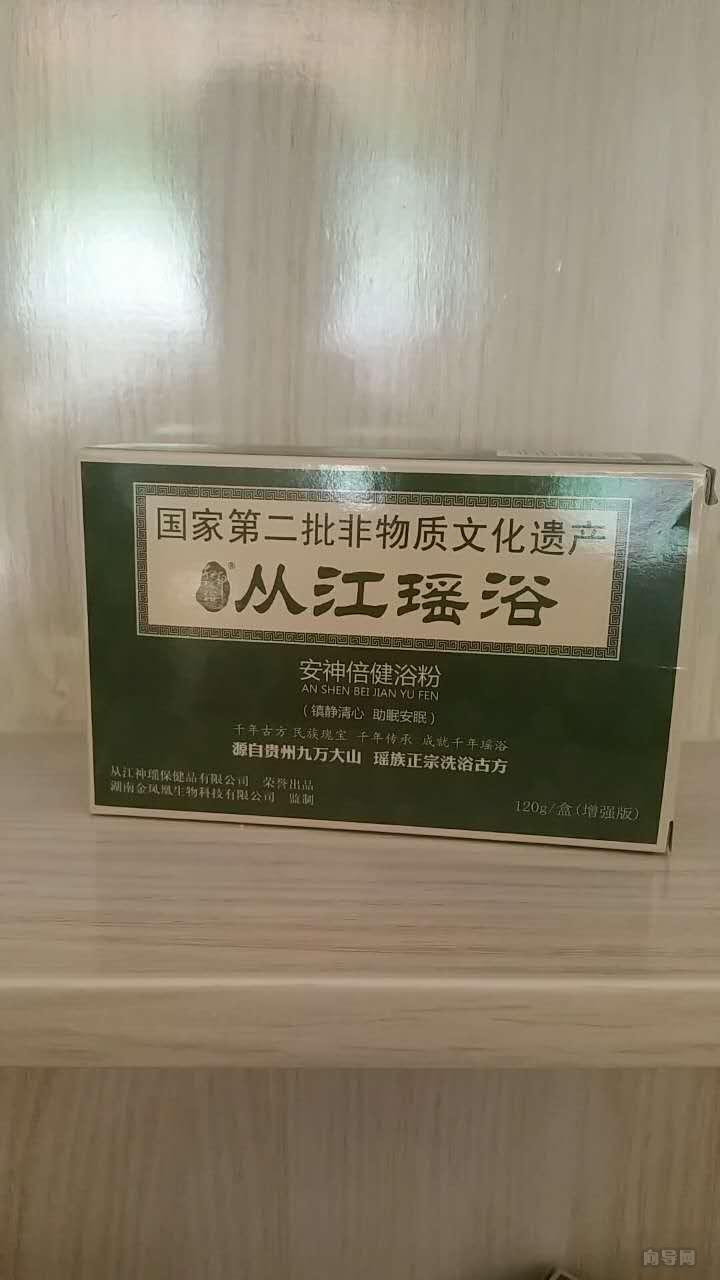 国家第二批非物质文化遗产
®从江瑶浴
安神倍健浴粉
AN SHEN BEI JIAN YU FEN
(镇静清心 助眠安眠)
千年古方 民族瑰宝 千年传承 成就千年瑶浴
源自贵州九万大山 瑶族正宗洗浴古方
从江神瑶保健品有限公司 荣誉出品
湖南金凤凰生物科技有限公司 监制
120g/盒(增强版)
向导网